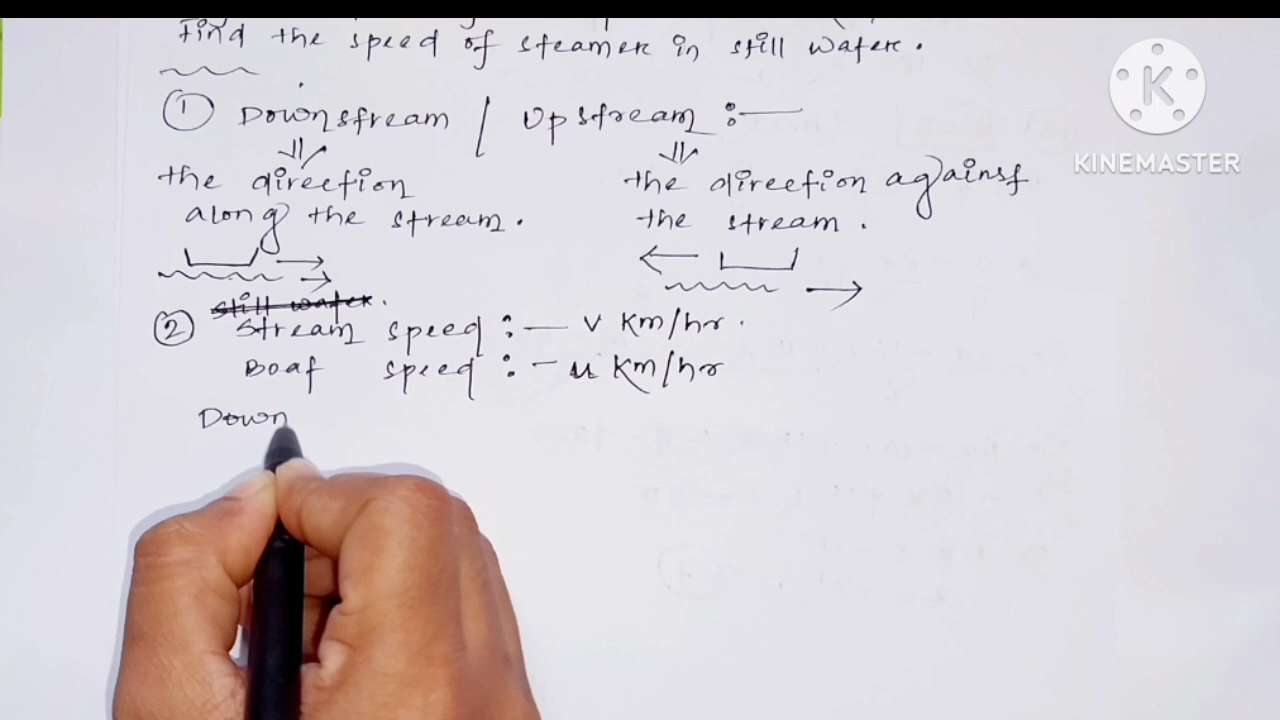 Find the speed of steamer in still water.
① Downstream / Upstream :—
the direction
along the stream.
the direction against
the stream.
still water.
② Stream speed :— v km/hr.
Boat speed :— u km/hr
Down
K
KINEMASTER